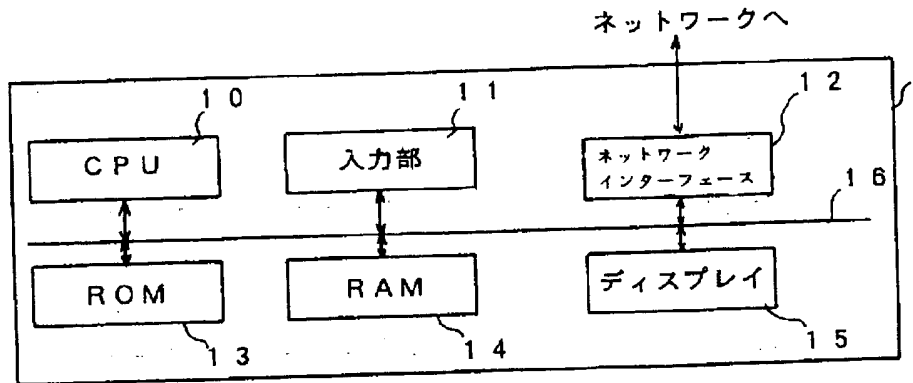 ネットワークへ
10
11
12
CPU
入力部
ネットワーク
インターフェース
16
ROM
RAM
ディスプレイ
13
14
15